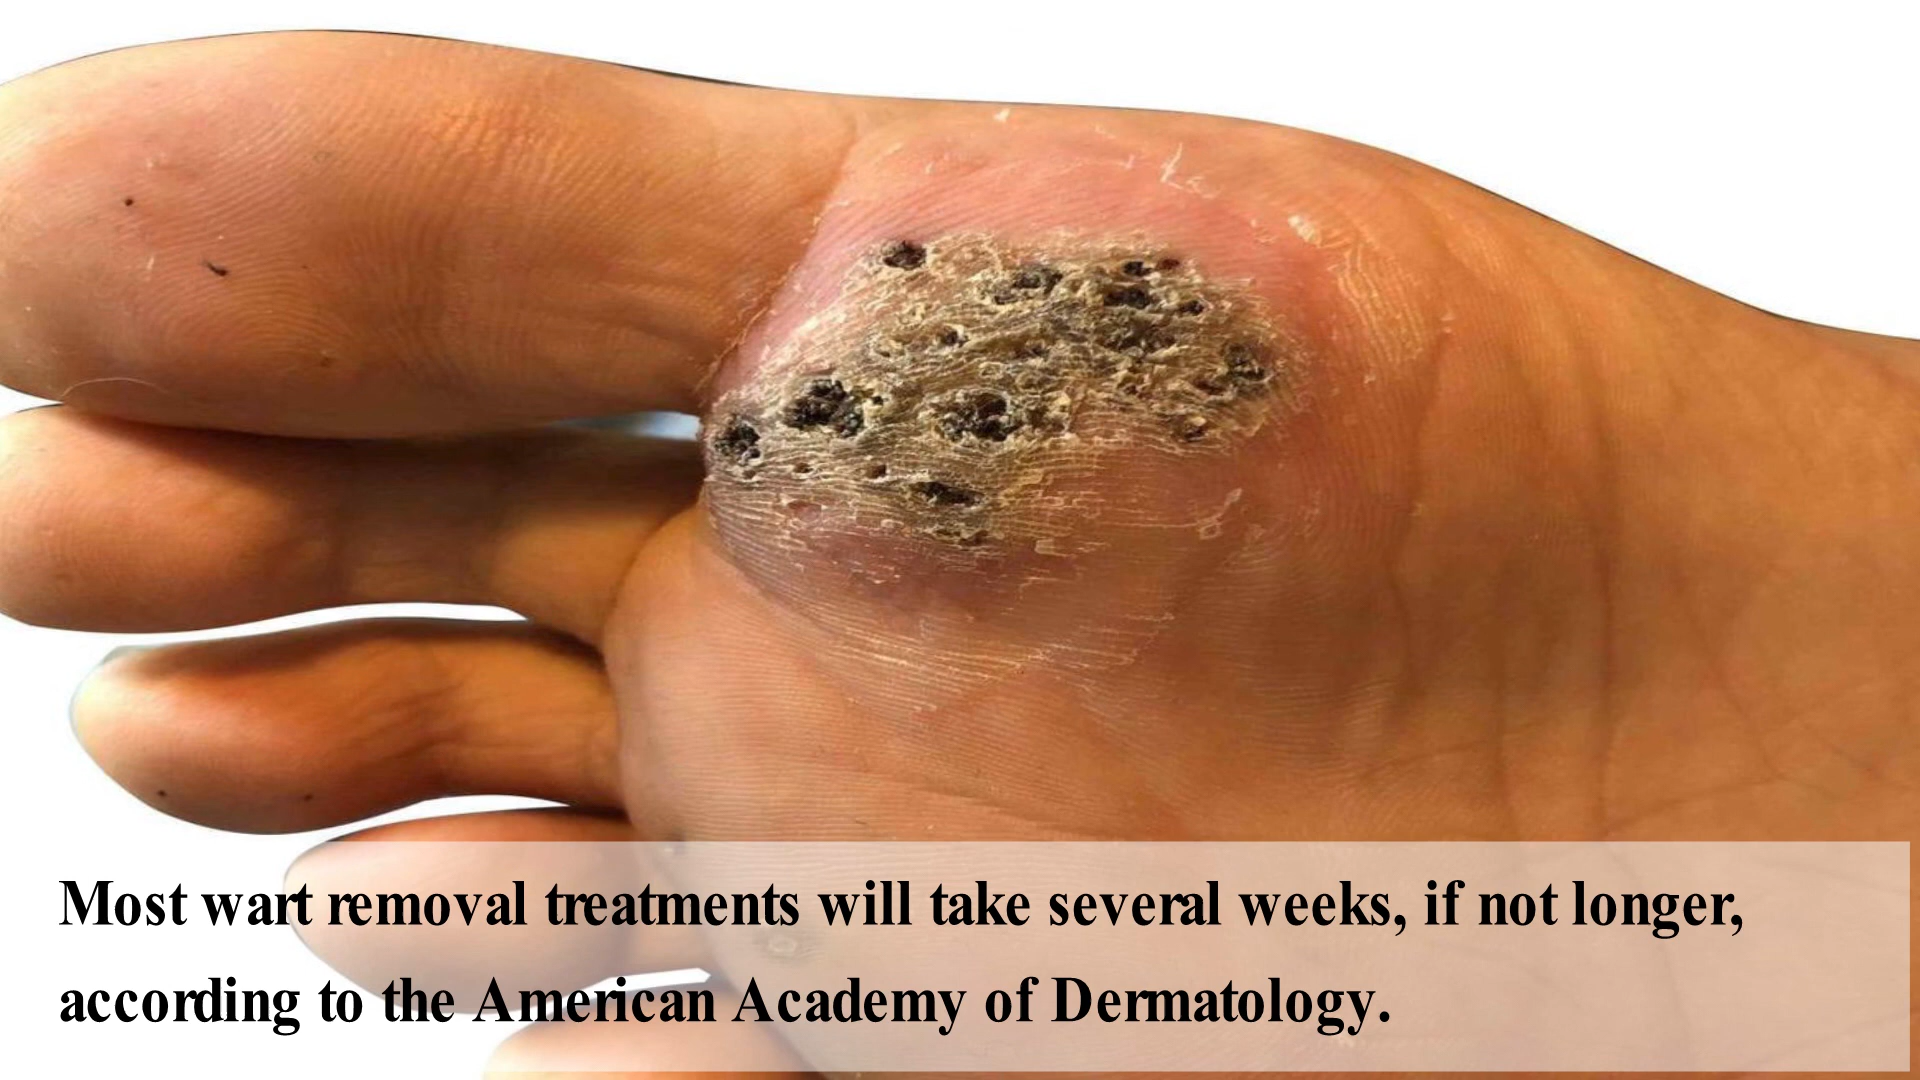 Most wart removal treatments will take several weeks, if not longer,
according to the American Academy of Dermatology.